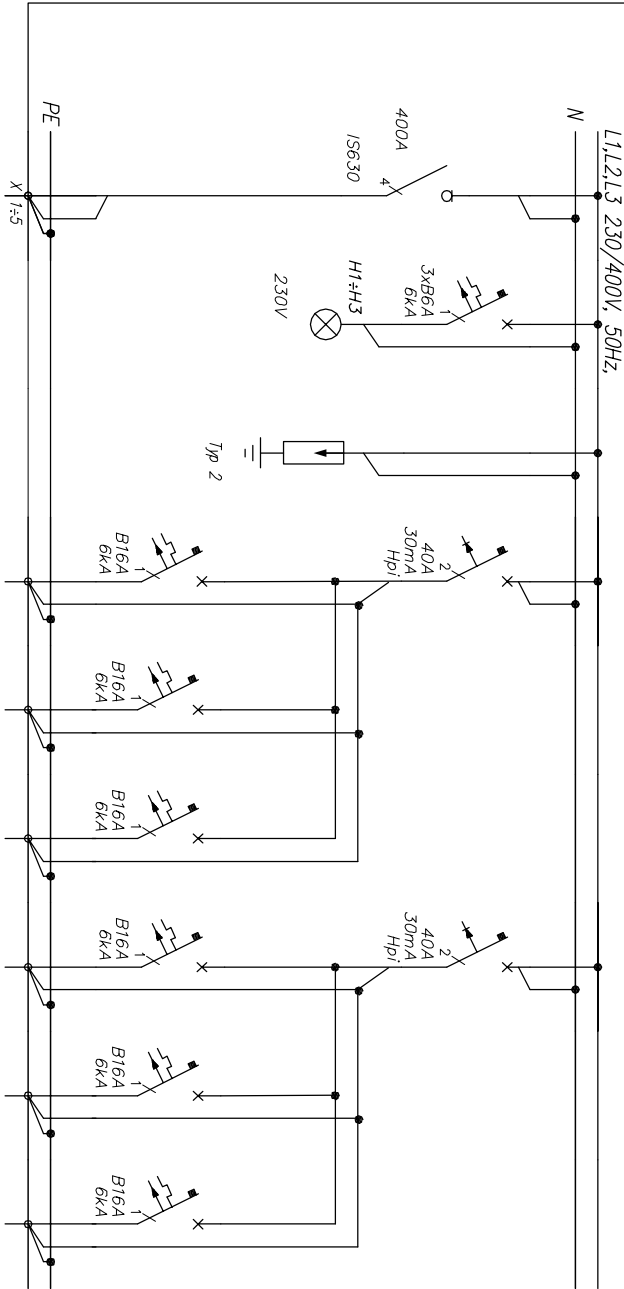 L1,L2,L3 230/400V, 50Hz,
N
PE
X 1÷5
400A
IS630
4
3xB6A
6kA
1
H1÷H3
230V
Typ 2
40A
30mA
Hpi
2
B16A
6kA
1
B16A
6kA
1
B16A
6kA
1
40A
30mA
Hpi
2
B16A
6kA
1
B16A
6kA
1
B16A
6kA
1